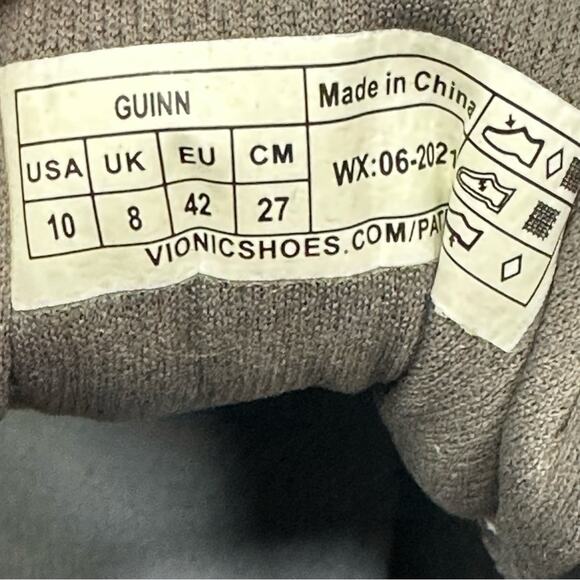 GUINN
Made in China
USA UK EU CM
10 8 42 27
WX:06-202
VIONICSHOES.COM/PAT